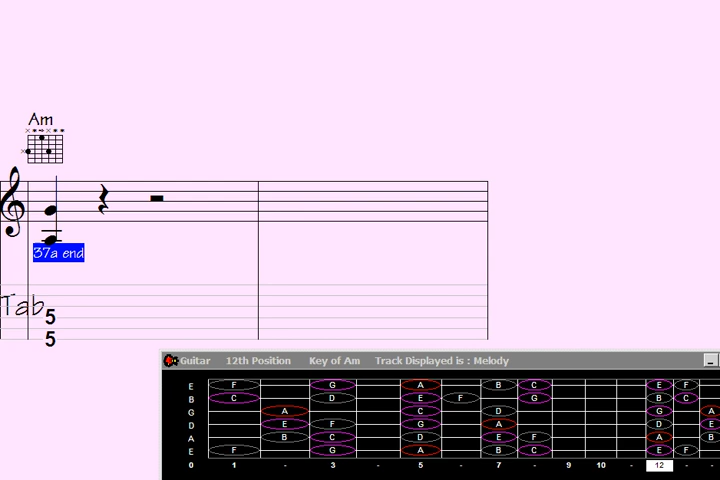 Am
37a end
Tab
5
5
Guitar 12th Position Key of Am Track Displayed is : Melody
E F G A B C E F
B C D E F G B C
G A C D G A
D E F G A D E
A B C D E F A B
E F G A B C E F
0 1 - 3 - 5 - 7 - 9 10 - 12 - -